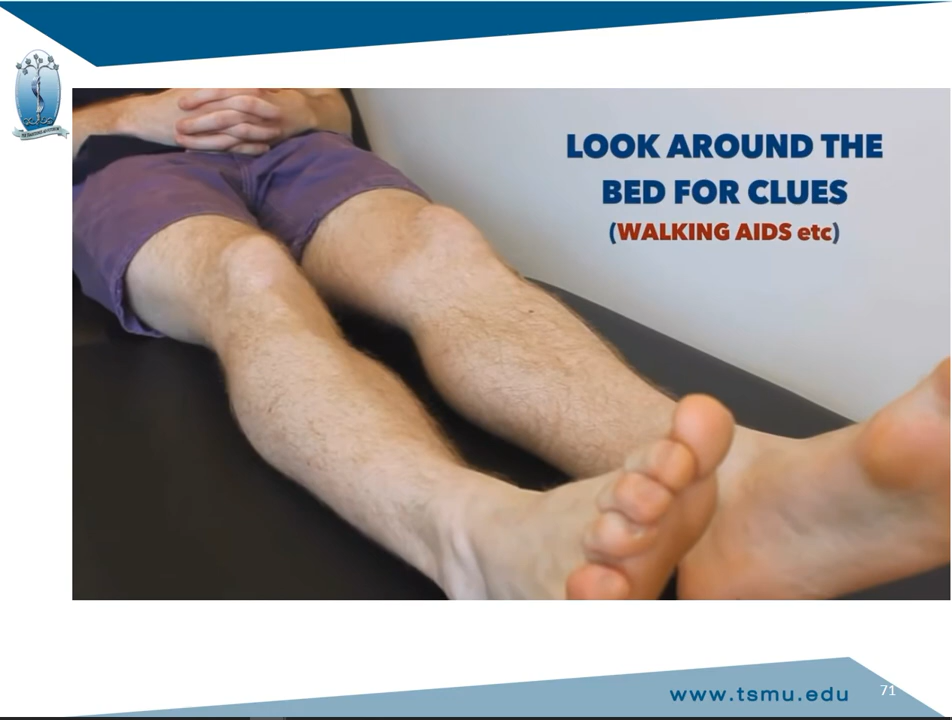 LOOK AROUND THE
BED FOR CLUES
(WALKING AIDS etc)
www.tsmu.edu
71